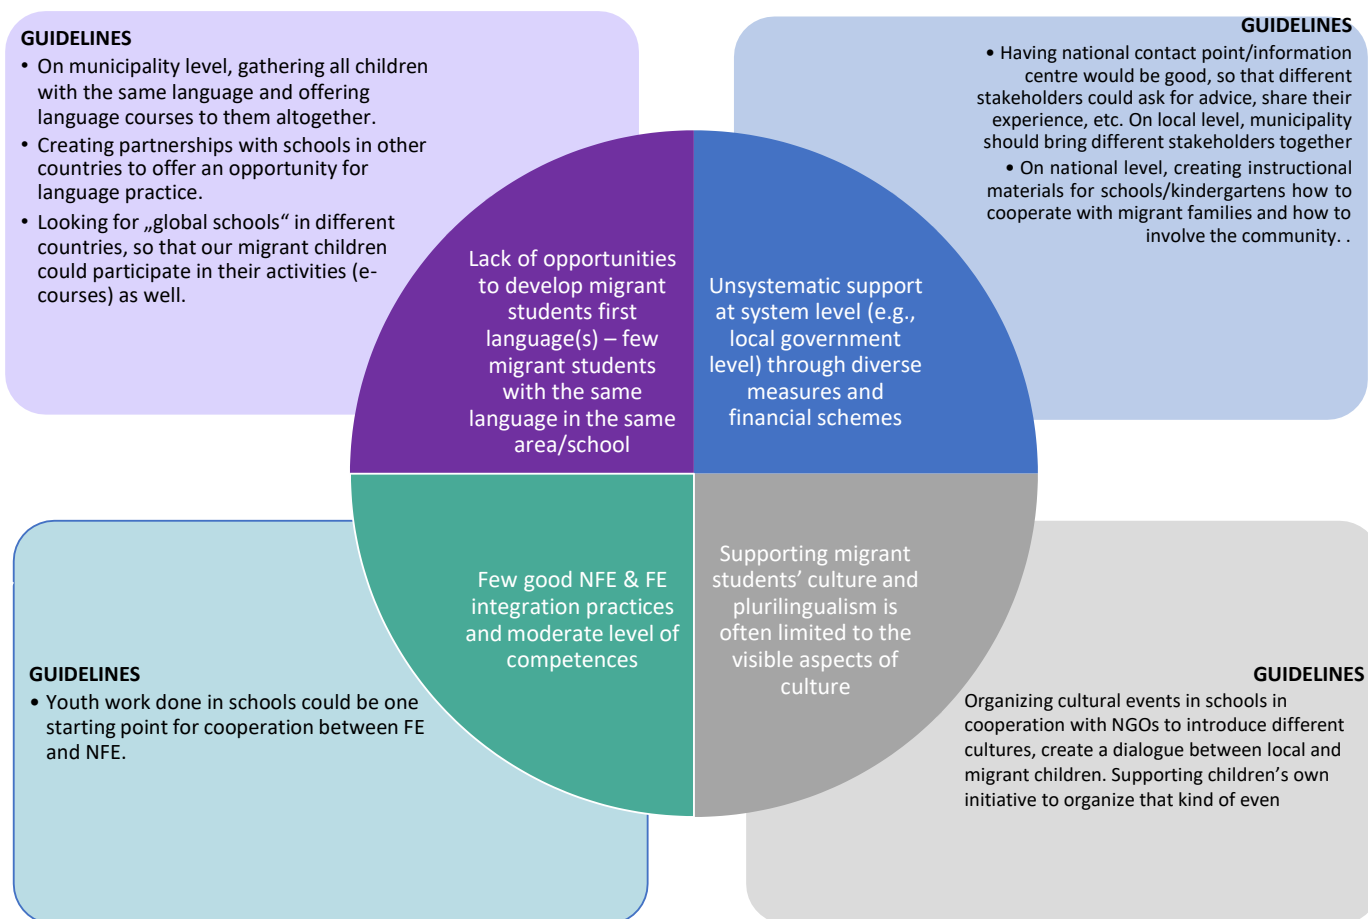 GUIDELINES
• On municipality level, gathering all children
with the same language and offering
language courses to them altogether.
• Creating partnerships with schools in other
countries to offer an opportunity for
language practice.
• Looking for „global schools“ in different
countries, so that our migrant children
could participate in their activities (e-
courses) as well.
GUIDELINES
• Having national contact point/information
centre would be good, so that different
stakeholders could ask for advice, share their
experience, etc. On local level, municipality
should bring different stakeholders together
• On national level, creating instructional
materials for schools/kindergartens how to
cooperate with migrant families and how to
involve the community. .
Lack of opportunities
to develop migrant
students first
language(s) – few
migrant students
with the same
language in the same
area/school
Unsystematic support
at system level (e.g.,
local government
level) through diverse
measures and
financial schemes
Few good NFE & FE
integration practices
and moderate level of
competences
Supporting migrant
students’ culture and
plurilingualism is
often limited to the
visible aspects of
culture
GUIDELINES
• Youth work done in schools could be one
starting point for cooperation between FE
and NFE.
GUIDELINES
Organizing cultural events in schools in
cooperation with NGOs to introduce different
cultures, create a dialogue between local and
migrant children. Supporting children’s own
initiative to organize that kind of even